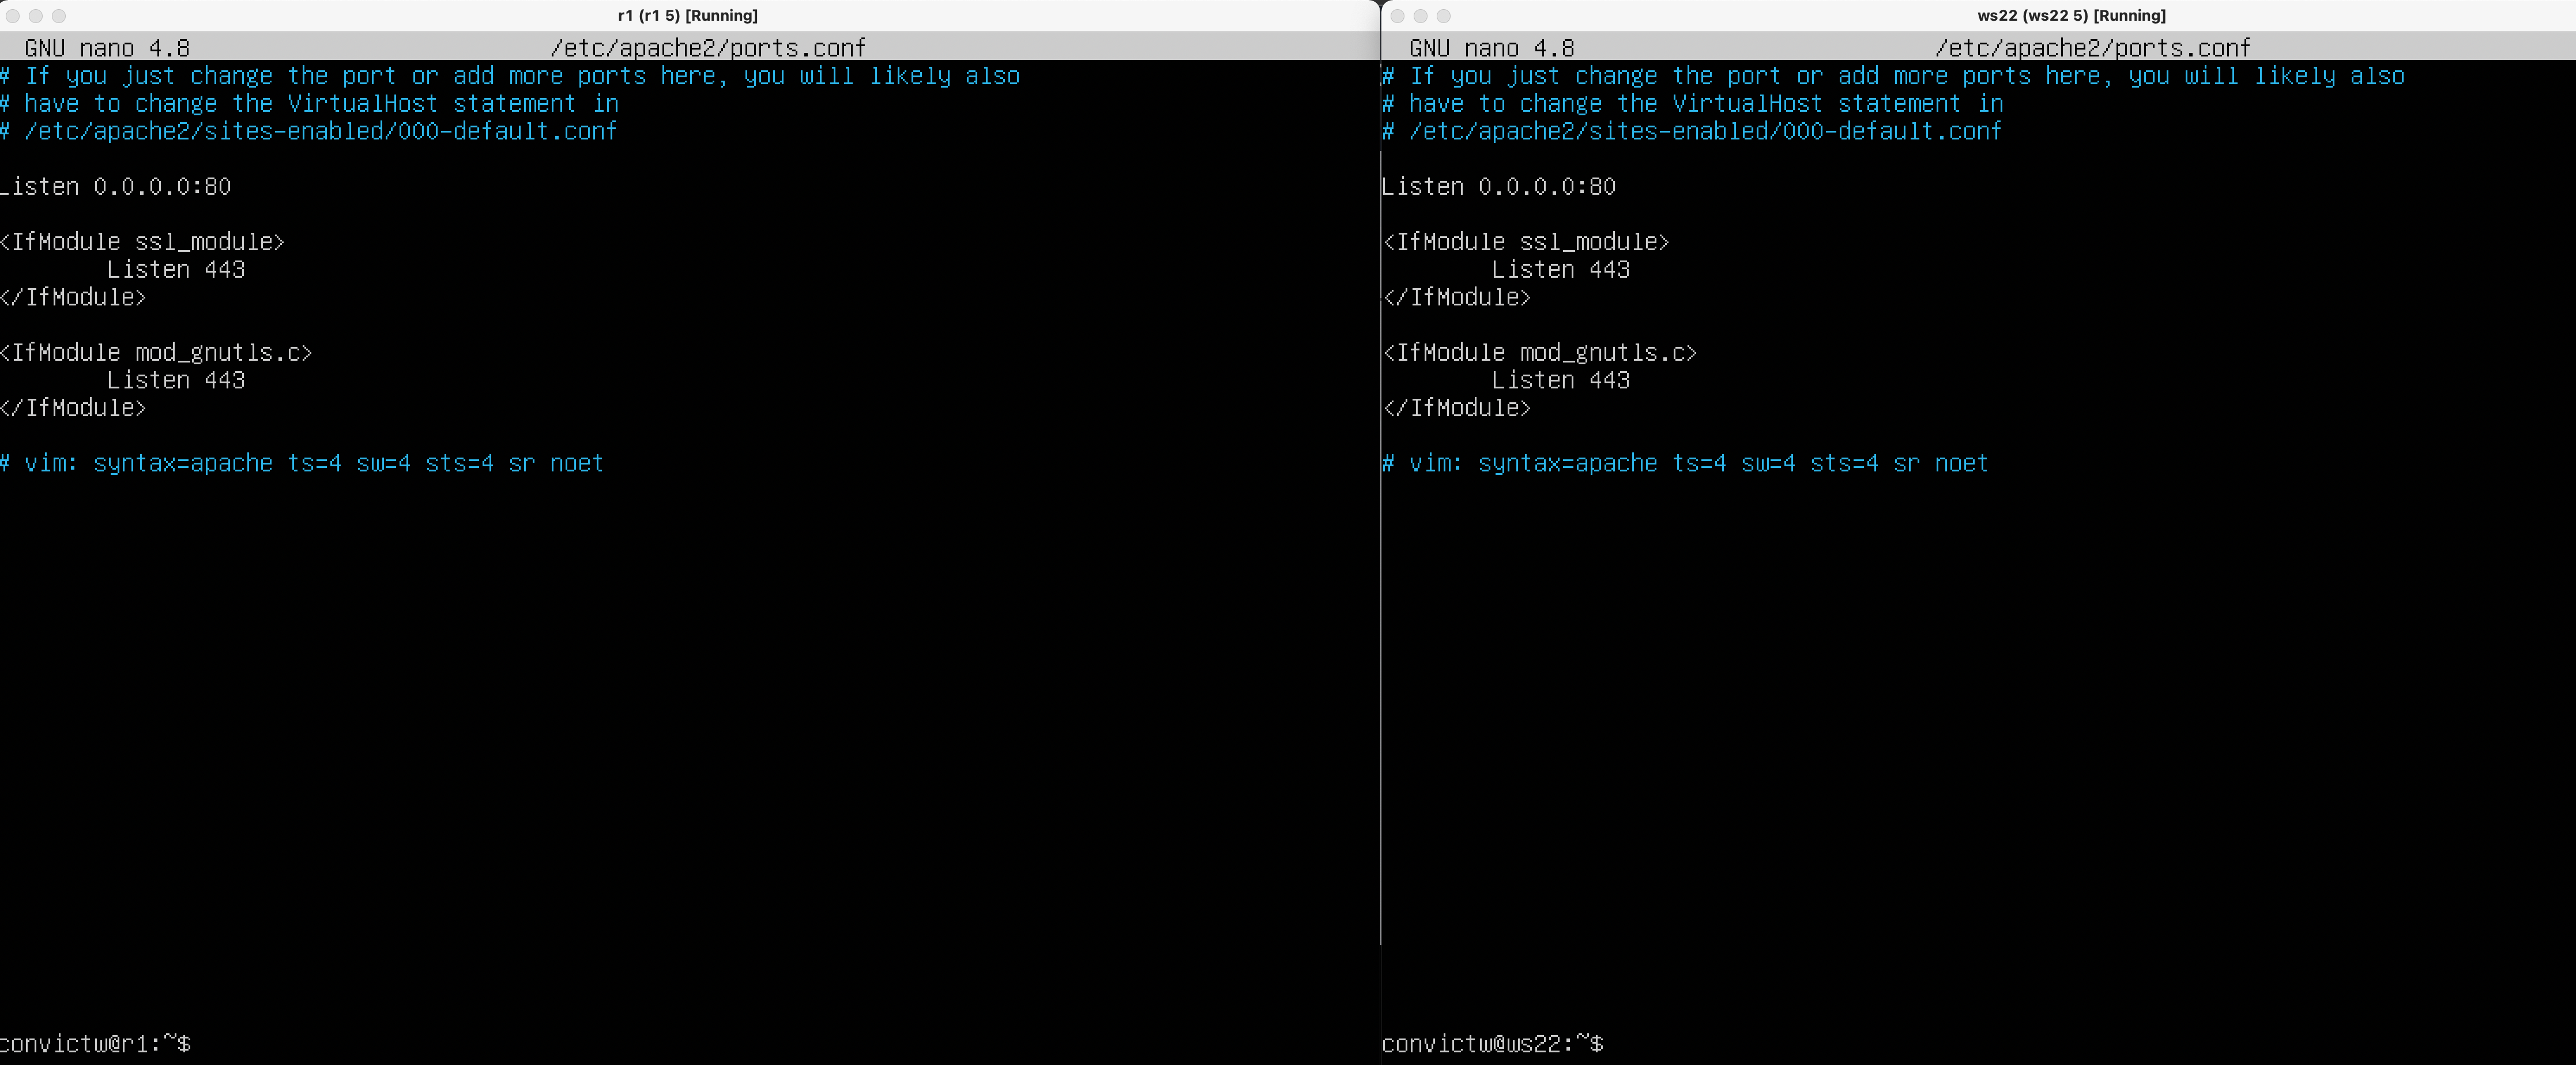 r1 (r1 5) [Running]
GNU nano 4.8 /etc/apache2/ports.conf
# If you just change the port or add more ports here, you will likely also
# have to change the VirtualHost statement in
# /etc/apache2/sites-enabled/000-default.conf
Listen 0.0.0.0:80
<IfModule ssl_module>
Listen 443
</IfModule>
<IfModule mod_gnutls.c>
Listen 443
</IfModule>
# vim: syntax=apache ts=4 sw=4 sts=4 sr noet
convictw@r1:~$
ws22 (ws22 5) [Running]
GNU nano 4.8 /etc/apache2/ports.conf
# If you just change the port or add more ports here, you will likely also
# have to change the VirtualHost statement in
# /etc/apache2/sites-enabled/000-default.conf
Listen 0.0.0.0:80
<IfModule ssl_module>
Listen 443
</IfModule>
<IfModule mod_gnutls.c>
Listen 443
</IfModule>
# vim: syntax=apache ts=4 sw=4 sts=4 sr noet
convictw@ws22:~$